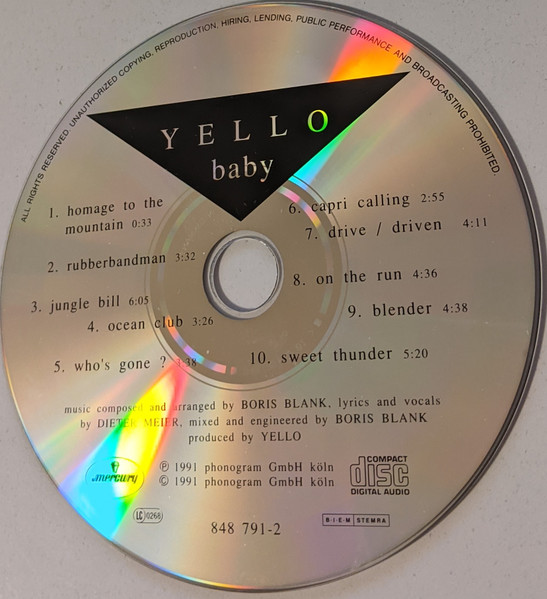 ALL RIGHTS RESERVED. UNAUTHORIZED COPYING, REPRODUCTION, HIRING, LENDING, PUBLIC PERFORMANCE AND BROADCASTING PROHIBITED.
YELLO
baby
1. homage to the
mountain 0:33
2. rubberbandman 3:32
3. jungle bill 6:05
4. ocean club 3:26
5. who's gone ? :38
6. capri calling 2:55
7. drive / driven 4:11
8. on the run 4:36
9. blender 4:38
10. sweet thunder 5:20
music composed and arranged by BORIS BLANK, lyrics and vocals
by DIETER MEIER, mixed and engineered by BORIS BLANK
produced by YELLO
mercury
℗ 1991 phonogram GmbH köln
© 1991 phonogram GmbH köln
COMPACT
disc
DIGITAL AUDIO
LC 0268
848 791-2
B·I·E·M STEMRA